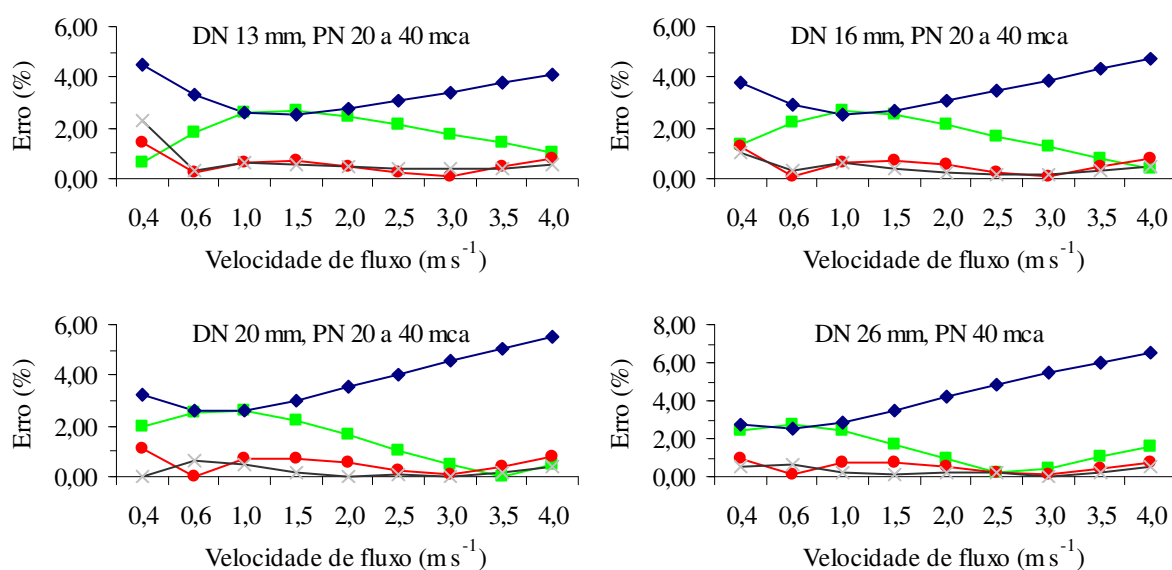 DN 13 mm, PN 20 a 40 mca
Erro (%)
6,00
4,00
2,00
0,00
0,4 0,6 1,0 1,5 2,0 2,5 3,0 3,5 4,0
Velocidade de fluxo (m s⁻¹)
DN 16 mm, PN 20 a 40 mca
Erro (%)
6,00
4,00
2,00
0,00
0,4 0,6 1,0 1,5 2,0 2,5 3,0 3,5 4,0
Velocidade de fluxo (m s⁻¹)
DN 20 mm, PN 20 a 40 mca
Erro (%)
6,00
4,00
2,00
0,00
0,4 0,6 1,0 1,5 2,0 2,5 3,0 3,5 4,0
Velocidade de fluxo (m s⁻¹)
DN 26 mm, PN 40 mca
Erro (%)
8,00
6,00
4,00
2,00
0,00
0,4 0,6 1,0 1,5 2,0 2,5 3,0 3,5 4,0
Velocidade de fluxo (m s⁻¹)